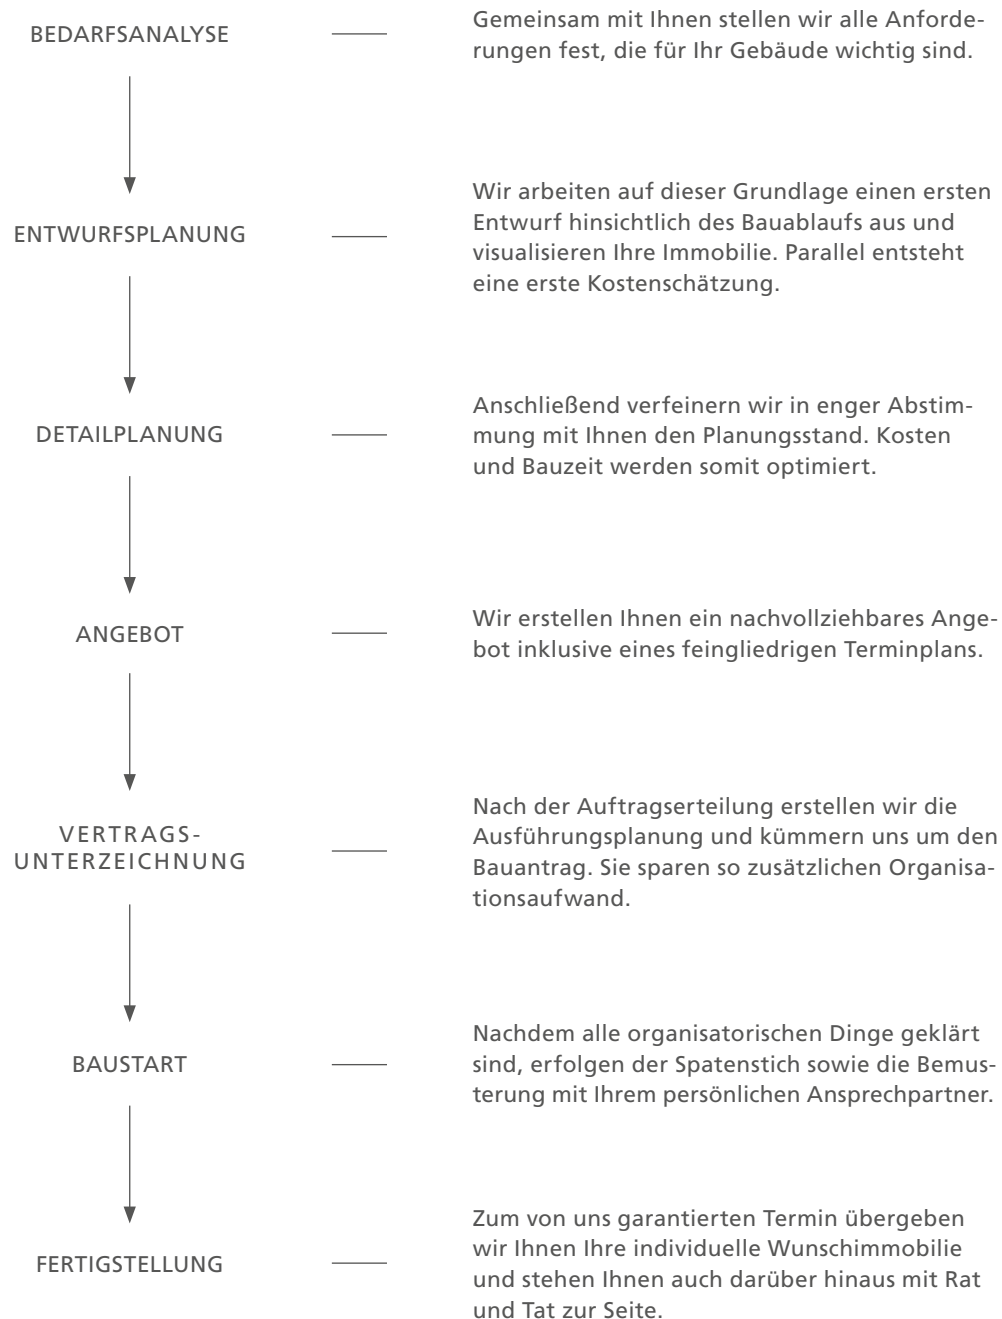 BEDARFSANALYSE
Gemeinsam mit Ihnen stellen wir alle Anforde-
rungen fest, die für Ihr Gebäude wichtig sind.
ENTWURFSPLANUNG
Wir arbeiten auf dieser Grundlage einen ersten
Entwurf hinsichtlich des Bauablaufs aus und
visualisieren Ihre Immobilie. Parallel entsteht
eine erste Kostenschätzung.
DETAILPLANUNG
Anschließend verfeinern wir in enger Abstim-
mung mit Ihnen den Planungsstand. Kosten
und Bauzeit werden somit optimiert.
ANGEBOT
Wir erstellen Ihnen ein nachvollziehbares Ange-
bot inklusive eines feingliedrigen Terminplans.
VERTRAGS-
UNTERZEICHNUNG
Nach der Auftragserteilung erstellen wir die
Ausführungsplanung und kümmern uns um den
Bauantrag. Sie sparen so zusätzlichen Organisa-
tionsaufwand.
BAUSTART
Nachdem alle organisatorischen Dinge geklärt
sind, erfolgen der Spatenstich sowie die Bemus-
terung mit Ihrem persönlichen Ansprechpartner.
FERTIGSTELLUNG
Zum von uns garantierten Termin übergeben
wir Ihnen Ihre individuelle Wunschimmobilie
und stehen Ihnen auch darüber hinaus mit Rat
und Tat zur Seite.